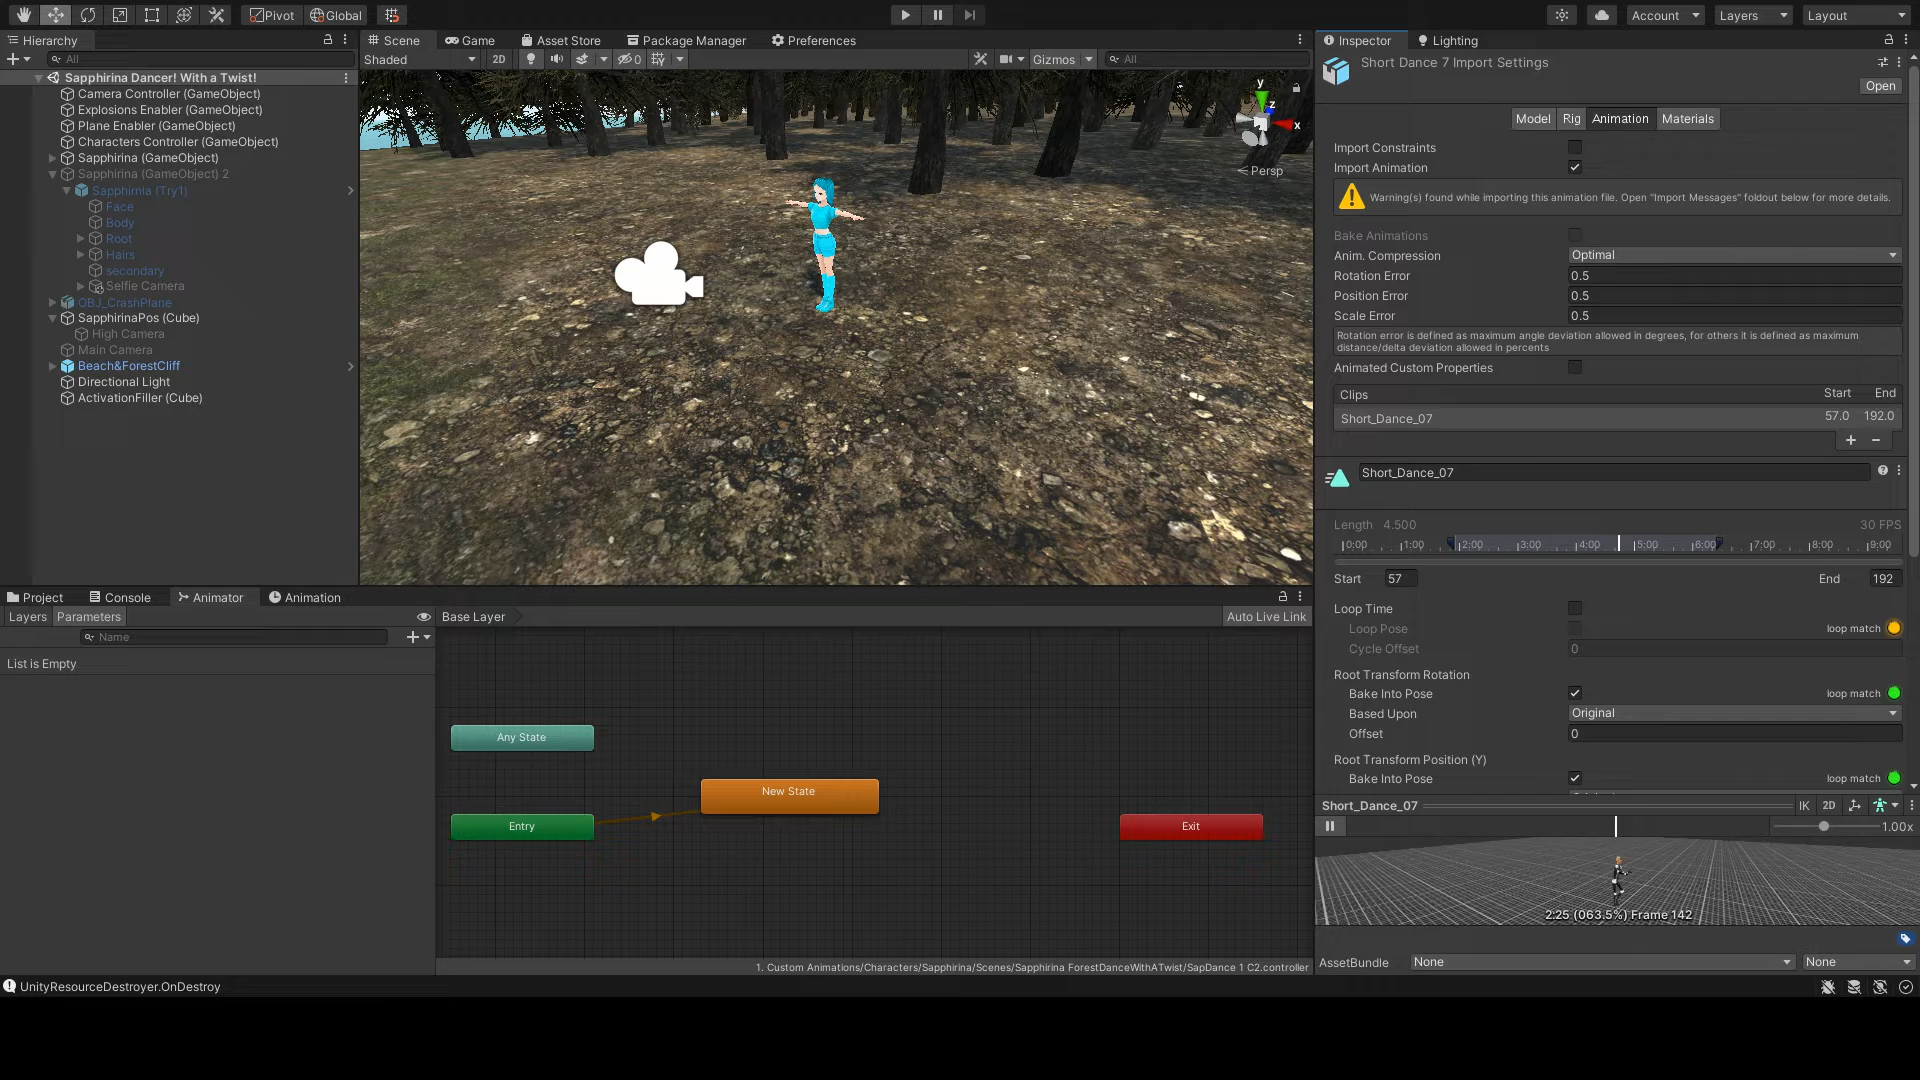 Pivot Global Account Layers Layout
Hierarchy
All
Sapphirina Dancer! With a Twist!
Camera Controller (GameObject)
Explosions Enabler (GameObject)
Plane Enabler (GameObject)
Characters Controller (GameObject)
Sapphirina (GameObject)
Sapphirina (GameObject) 2
Sapphirnia (Try1)
Face
Body
Root
Hairs
secondary
Selfie Camera
OBJ_CrashPlane
SapphirinaPos (Cube)
High Camera
Main Camera
Beach&ForestCliff
Directional Light
ActivationFiller (Cube)
Scene Game Asset Store Package Manager Preferences
Shaded 2D 0 Gizmos All
y
z
x
Persp
Inspector Lighting
Short Dance 7 Import Settings
Open
Model Rig Animation Materials
Import Constraints
Import Animation
Warning(s) found while importing this animation file. Open "Import Messages" foldout below for more details.
Bake Animations
Anim. Compression Optimal
Rotation Error 0.5
Position Error 0.5
Scale Error 0.5
Rotation error is defined as maximum angle deviation allowed in degrees, for others it is defined as maximum
distance/delta deviation allowed in percents
Animated Custom Properties
Clips Start End
Short_Dance_07 57.0 192.0
Short_Dance_07
Length 4.500 30 FPS
0:00 1:00 2:00 3:00 4:00 5:00 6:00 7:00 8:00 9:00
Start 57 End 192
Loop Time
Loop Pose loop match
Cycle Offset 0
Root Transform Rotation
Bake Into Pose loop match
Based Upon Original
Offset 0
Root Transform Position (Y)
Bake Into Pose loop match
Short_Dance_07 IK 2D
1.00x
2:25 (063.5%) Frame 142
AssetBundle None None
Project Console Animator Animation
Layers Parameters Base Layer Auto Live Link
Name
List is Empty
Any State
New State
Entry
Exit
1. Custom Animations/Characters/Sapphirina/Scenes/Sapphirina ForestDanceWithATwist/SapDance 1 C2.controller
UnityResourceDestroyer.OnDestroy